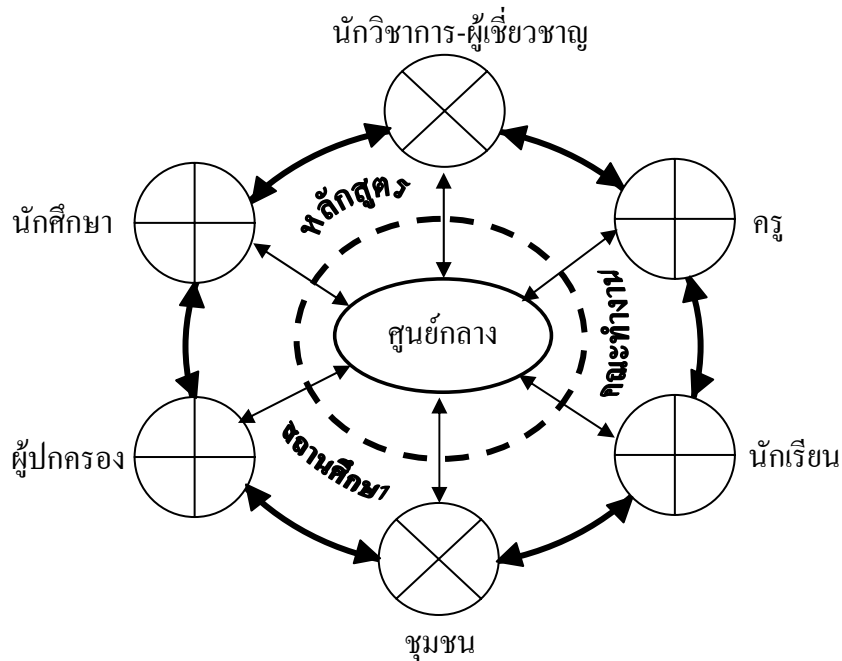 นักวิชาการ-ผู้เชี่ยวชาญ
หลักสูตร
นักศึกษา
ครู
คณะทำงาน
ศูนย์กลาง
ผู้ปกครอง
สถานศึกษา
นักเรียน
ชุมชน